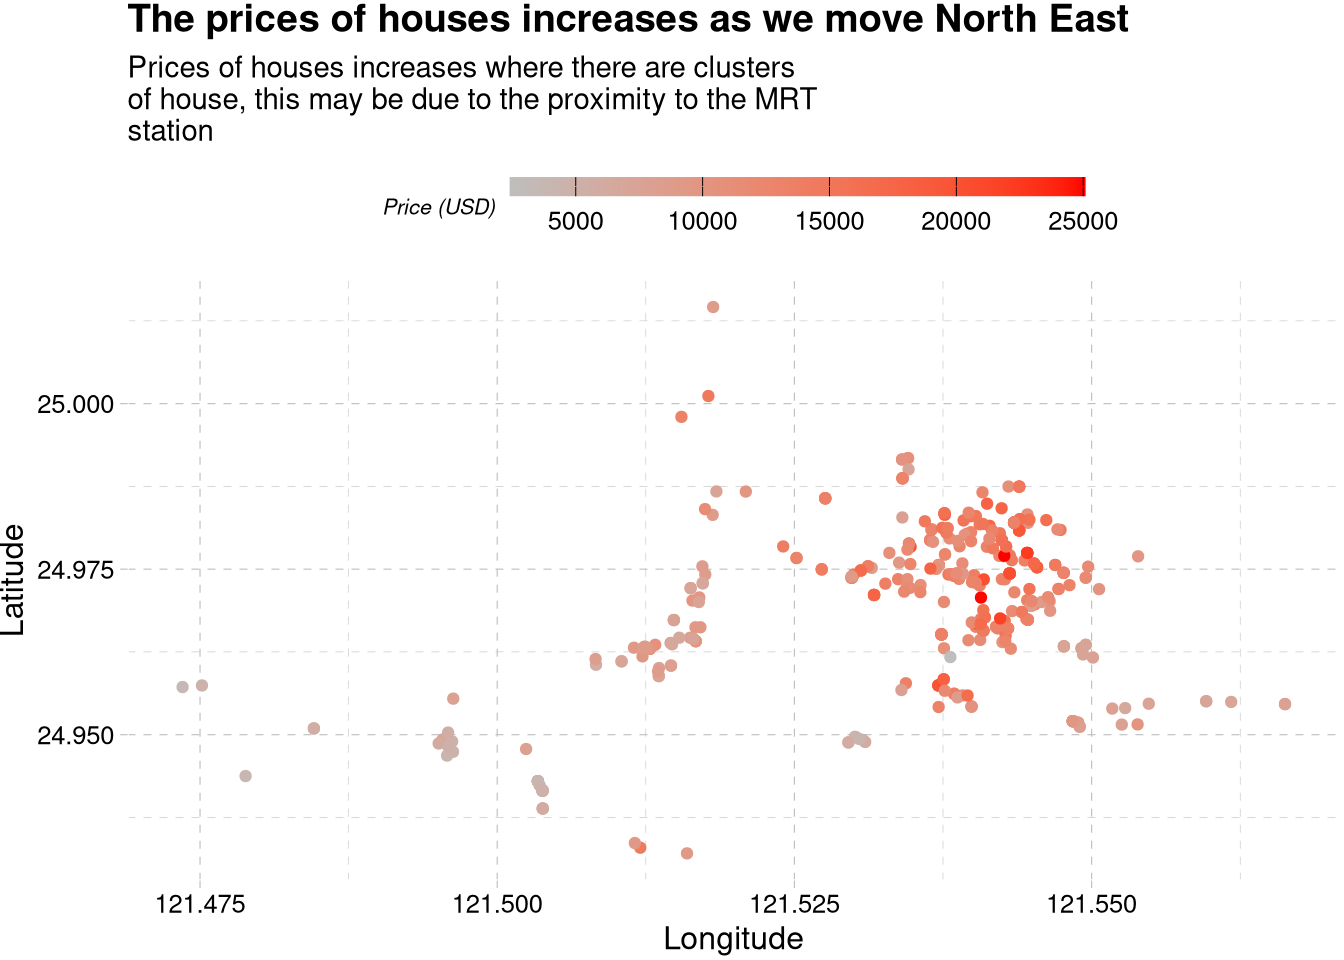 The prices of houses increases as we move North East
Prices of houses increases where there are clusters
of house, this may be due to the proximity to the MRT
station
Price (USD)
5000 10000 15000 20000 25000
25.000
24.975
24.950
Latitude
121.475 121.500 121.525 121.550
Longitude